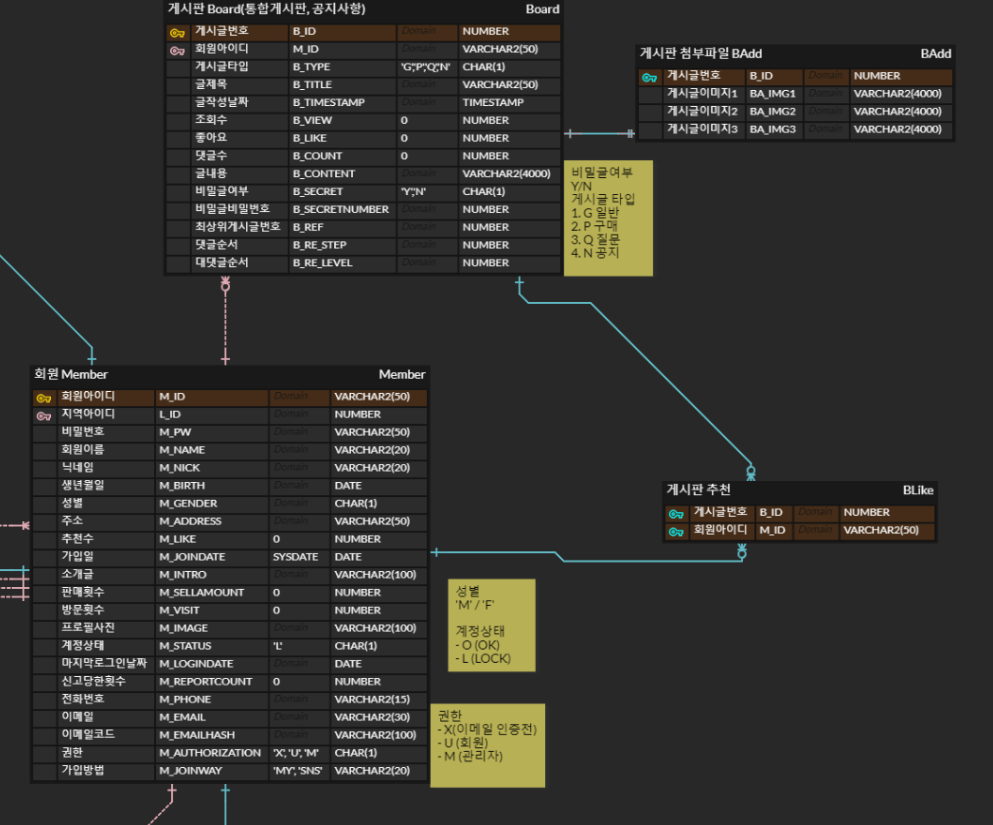 게시판 Board(통합게시판, 공지사항) Board
게시글번호 B_ID Domain NUMBER
회원아이디 M_ID Domain VARCHAR2(50)
게시글타입 B_TYPE 'G','P','Q','N' CHAR(1)
글제목 B_TITLE Domain VARCHAR2(50)
글작성날짜 B_TIMESTAMP Domain TIMESTAMP
조회수 B_VIEW 0 NUMBER
좋아요 B_LIKE 0 NUMBER
댓글수 B_COUNT 0 NUMBER
글내용 B_CONTENT Domain VARCHAR2(4000)
비밀글여부 B_SECRET 'Y','N' CHAR(1)
비밀글비밀번호 B_SECRETNUMBER Domain NUMBER
최상위게시글번호 B_REF Domain NUMBER
댓글순서 B_RE_STEP Domain NUMBER
대댓글순서 B_RE_LEVEL Domain NUMBER
게시판 첨부파일 BAdd BAdd
게시글번호 B_ID Domain NUMBER
게시글이미지1 BA_IMG1 Domain VARCHAR2(4000)
게시글이미지2 BA_IMG2 Domain VARCHAR2(4000)
게시글이미지3 BA_IMG3 Domain VARCHAR2(4000)
비밀글여부
Y/N
게시글 타입
1. G 일반
2. P 구매
3. Q 질문
4. N 공지
회원 Member Member
회원아이디 M_ID Domain VARCHAR2(50)
지역아이디 L_ID Domain NUMBER
비밀번호 M_PW Domain VARCHAR2(50)
회원이름 M_NAME Domain VARCHAR2(20)
닉네임 M_NICK Domain VARCHAR2(20)
생년월일 M_BIRTH Domain DATE
성별 M_GENDER Domain CHAR(1)
주소 M_ADDRESS Domain VARCHAR2(50)
추천수 M_LIKE 0 NUMBER
가입일 M_JOINDATE SYSDATE DATE
소개글 M_INTRO Domain VARCHAR2(100)
판매횟수 M_SELLAMOUNT 0 NUMBER
방문횟수 M_VISIT 0 NUMBER
프로필사진 M_IMAGE Domain VARCHAR2(100)
계정상태 M_STATUS 'L' CHAR(1)
마지막로그인날짜 M_LOGINDATE Domain DATE
신고당한횟수 M_REPORTCOUNT 0 NUMBER
전화번호 M_PHONE Domain VARCHAR2(15)
이메일 M_EMAIL Domain VARCHAR2(30)
이메일코드 M_EMAILHASH Domain VARCHAR2(100)
권한 M_AUTHORIZATION 'X', 'U', 'M' CHAR(1)
가입방법 M_JOINWAY 'MY', 'SNS' VARCHAR2(20)
게시판 추천 BLike
게시글번호 B_ID Domain NUMBER
회원아이디 M_ID Domain VARCHAR2(50)
성별
'M' / 'F'
계정상태
- O (OK)
- L (LOCK)
권한
- X(이메일 인증전)
- U (회원)
- M (관리자)